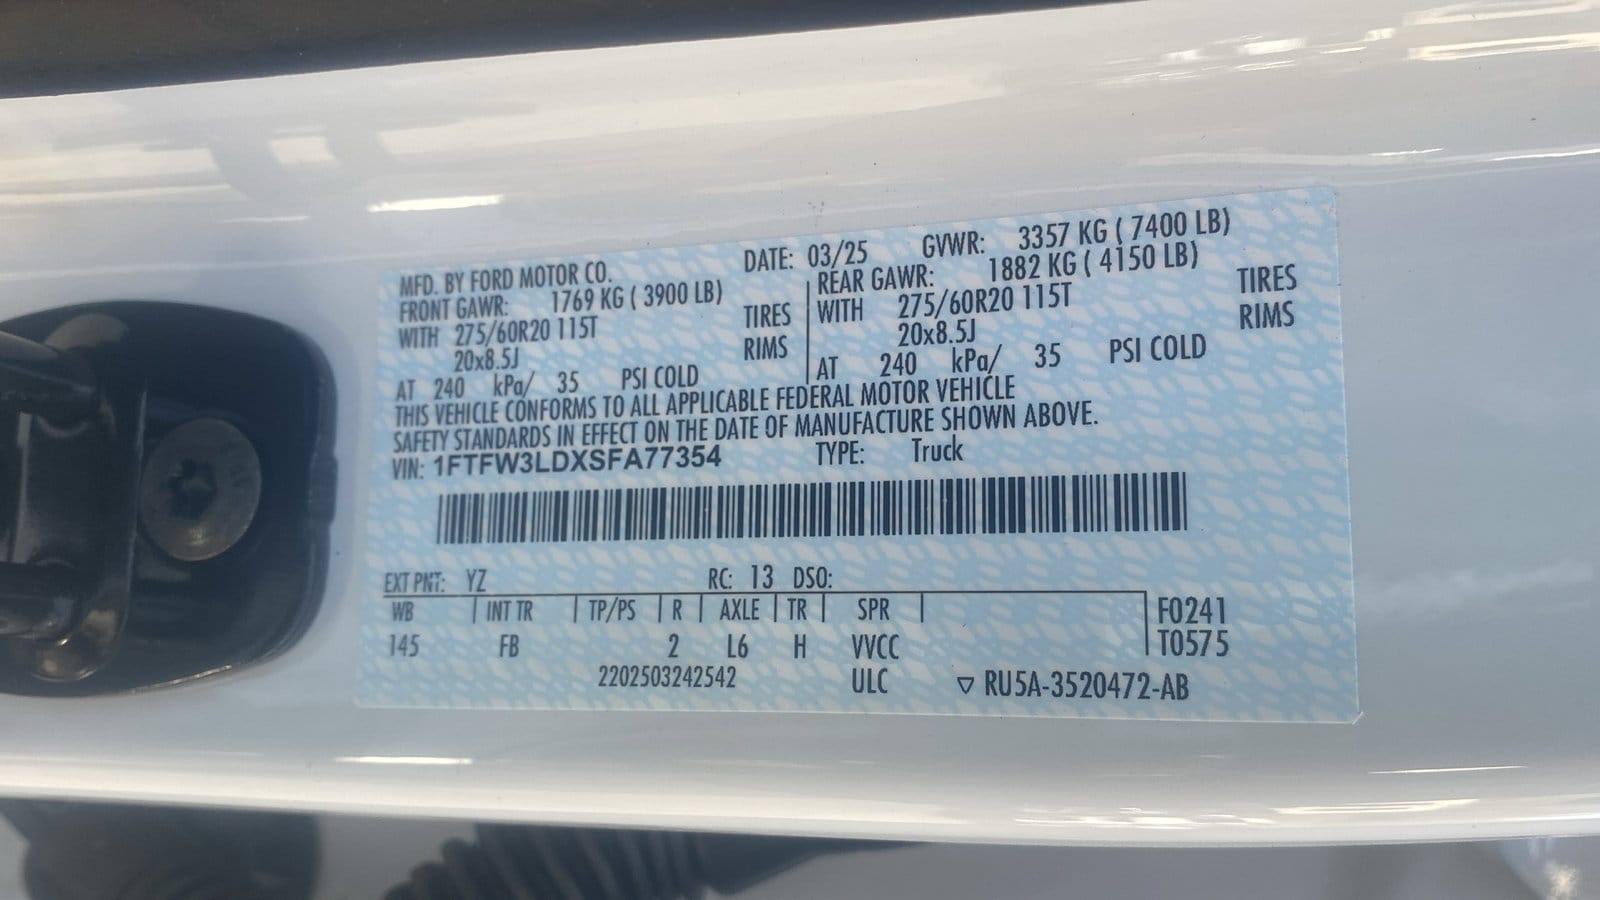 MFD. BY FORD MOTOR CO. DATE: 03/25 GVWR: 3357 KG ( 7400 LB)
FRONT GAWR: 1769 KG ( 3900 LB) REAR GAWR: 1882 KG ( 4150 LB)
WITH 275/60R20 115T TIRES WITH 275/60R20 115T TIRES
20x8.5J RIMS 20x8.5J RIMS
AT 240 kPa/ 35 PSI COLD AT 240 kPa/ 35 PSI COLD
THIS VEHICLE CONFORMS TO ALL APPLICABLE FEDERAL MOTOR VEHICLE
SAFETY STANDARDS IN EFFECT ON THE DATE OF MANUFACTURE SHOWN ABOVE.
VIN: 1FTFW3LDXSFA77354 TYPE: Truck
EXT PNT: YZ RC: 13 DSO:
WB INT TR TP/PS R AXLE TR SPR F0241
145 FB 2 L6 H VVCC T0575
2202503242542 ULC ▽ RU5A-3520472-AB